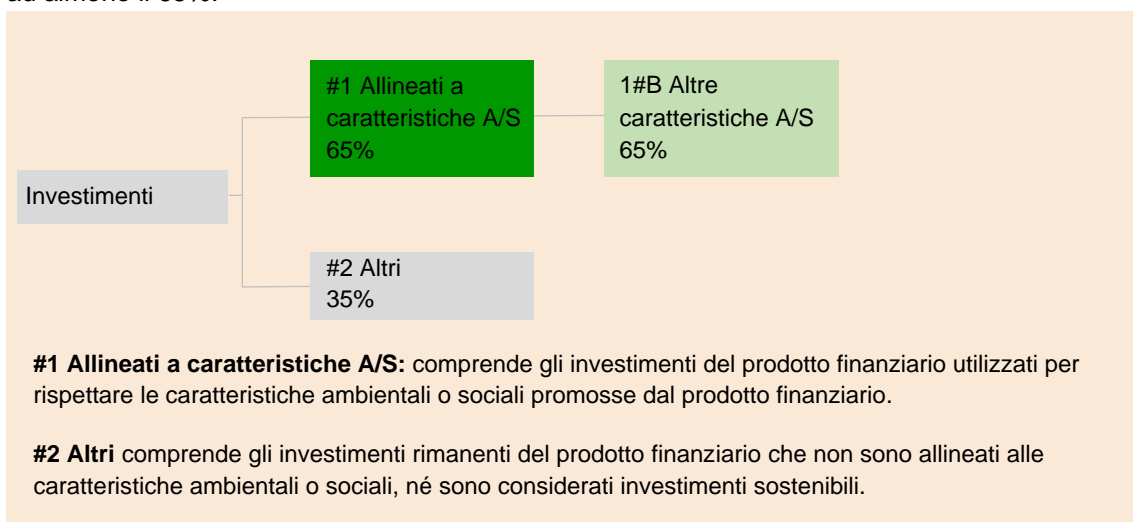 #1 Allineati a
caratteristiche A/S
65%
1#B Altre
caratteristiche A/S
65%
Investimenti
#2 Altri
35%
#1 Allineati a caratteristiche A/S: comprende gli investimenti del prodotto finanziario utilizzati per
rispettare le caratteristiche ambientali o sociali promosse dal prodotto finanziario.
#2 Altri comprende gli investimenti rimanenti del prodotto finanziario che non sono allineati alle
caratteristiche ambientali o sociali, né sono considerati investimenti sostenibili.